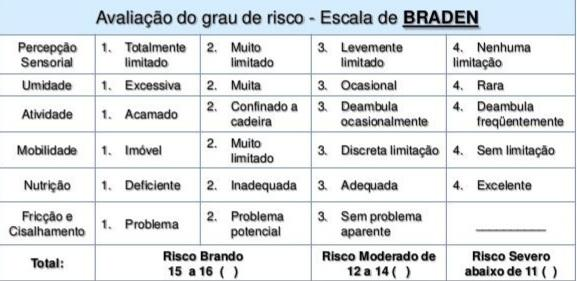 Avaliação do grau de risco - Escala de BRADEN
Percepção Sensorial 1. Totalmente limitado 2. Muito limitado 3. Levemente limitado 4. Nenhuma limitação
Umidade 1. Excessiva 2. Muita 3. Ocasional 4. Rara
Atividade 1. Acamado 2. Confinado a cadeira 3. Deambula ocasionalmente 4. Deambula freqüentemente
Mobilidade 1. Imóvel 2. Muito limitado 3. Discreta limitação 4. Sem limitação
Nutrição 1. Deficiente 2. Inadequada 3. Adequada 4. Excelente
Fricção e Cisalhamento 1. Problema 2. Problema potencial 3. Sem problema aparente __________
Total: Risco Brando 15 a 16 ( ) Risco Moderado de 12 a 14 ( ) Risco Severo abaixo de 11 ( )